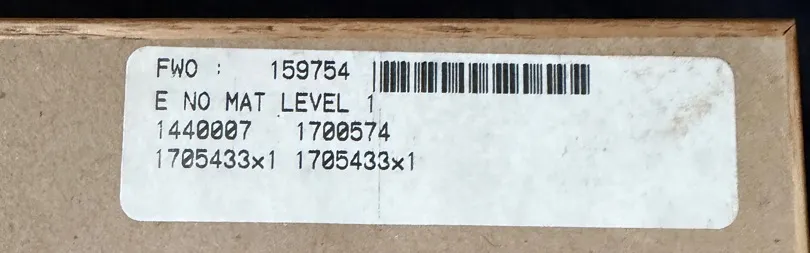 FWO : 159754
E NO MAT LEVEL 1
1440007 1700574
1705433x1 1705433x1